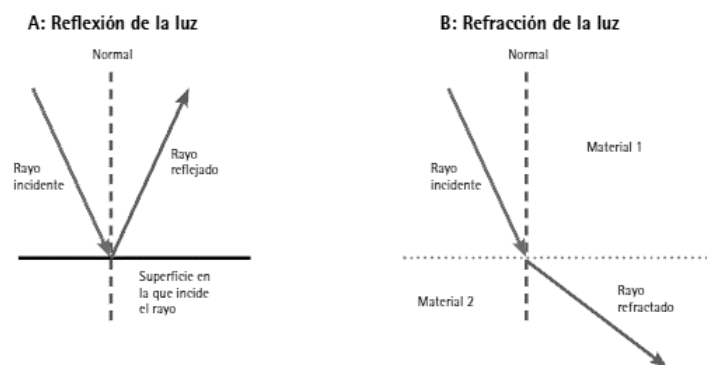 A: Reflexión de la luz
Normal
Rayo
incidente
Rayo
reflejado
Superficie en
la que incide
el rayo
B: Refracción de la luz
Normal
Material 1
Rayo
incidente
Material 2
Rayo
refractado